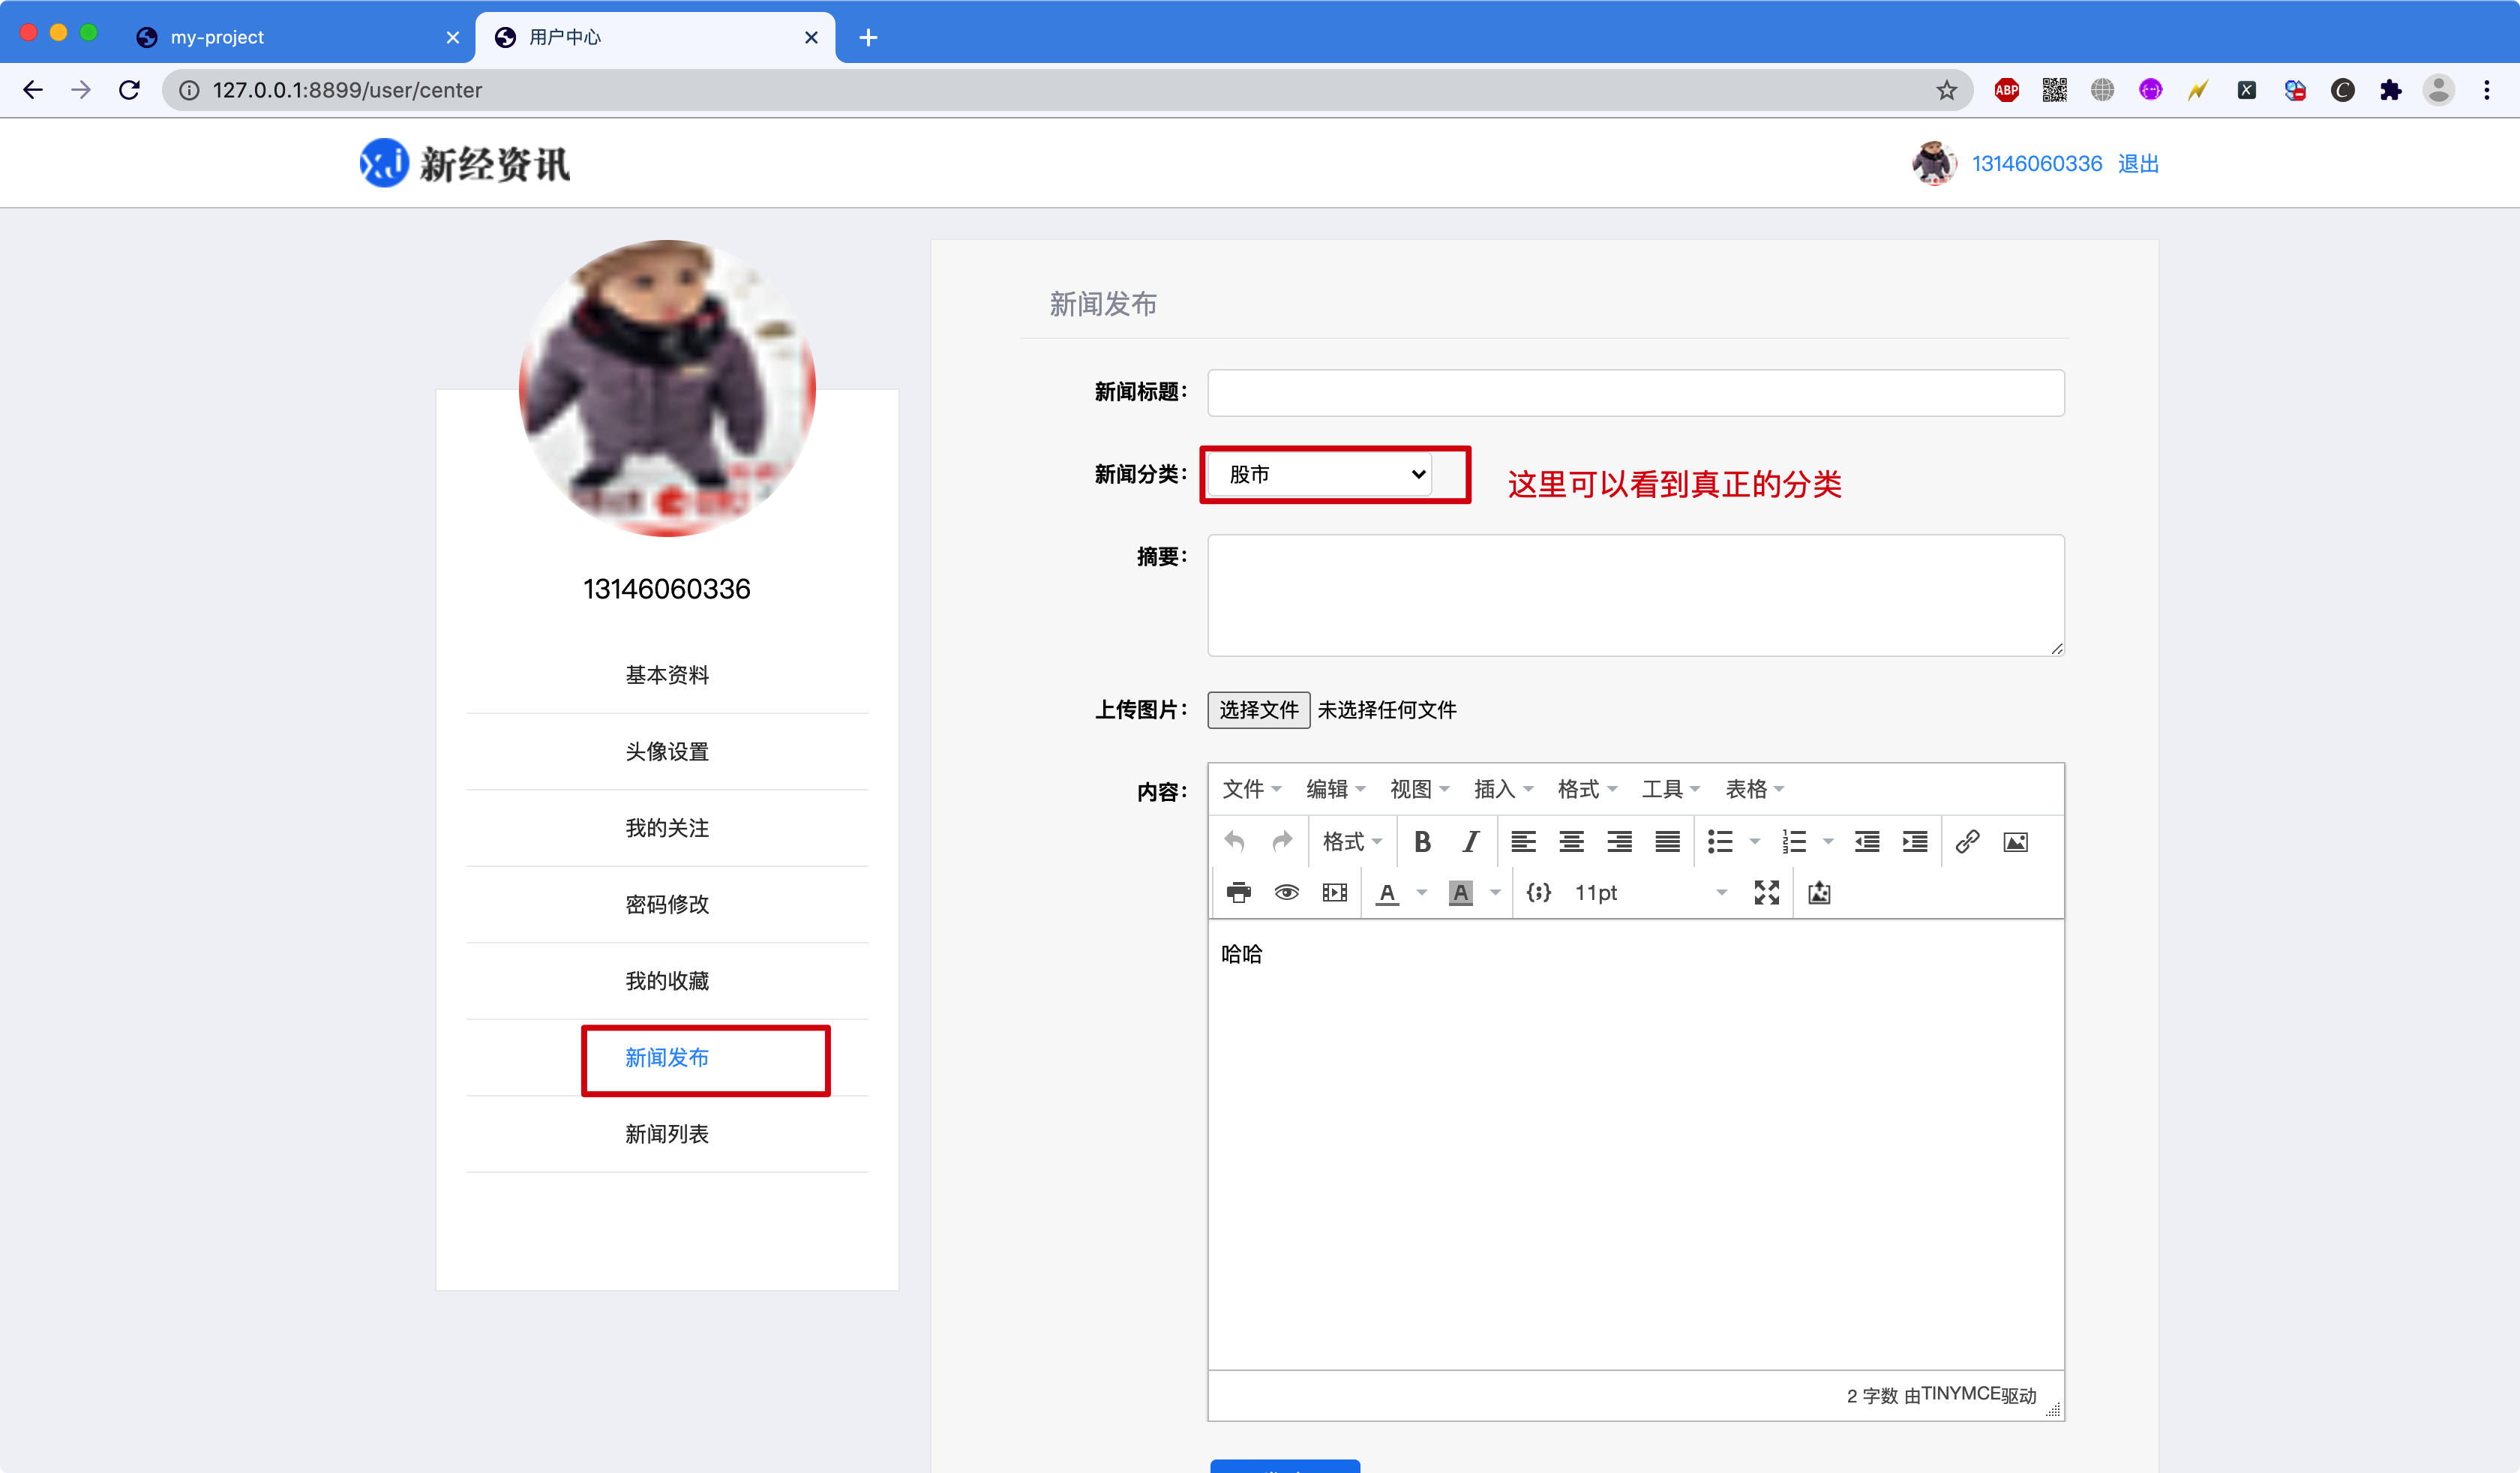 my-project
用户中心
127.0.0.1:8899/user/center
ABP
新经资讯
13146060336 退出
13146060336
基本资料
头像设置
我的关注
密码修改
我的收藏
新闻发布
新闻列表
新闻发布
新闻标题：
新闻分类： 股市 这里可以看到真正的分类
摘要：
上传图片： 选择文件 未选择任何文件
内容： 文件 编辑 视图 插入 格式 工具 表格
格式 B I
A A {;} 11pt
哈哈
2 字数 由TINYMCE驱动